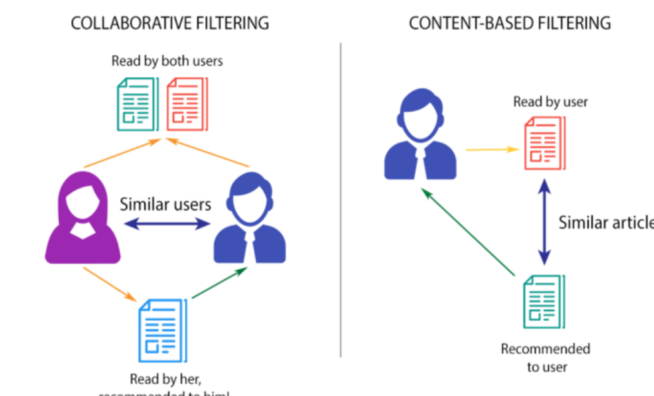 COLLABORATIVE FILTERING
Read by both users
Similar users
Read by her,
recommended to him!
CONTENT-BASED FILTERING
Read by user
Similar article
Recommended
to user